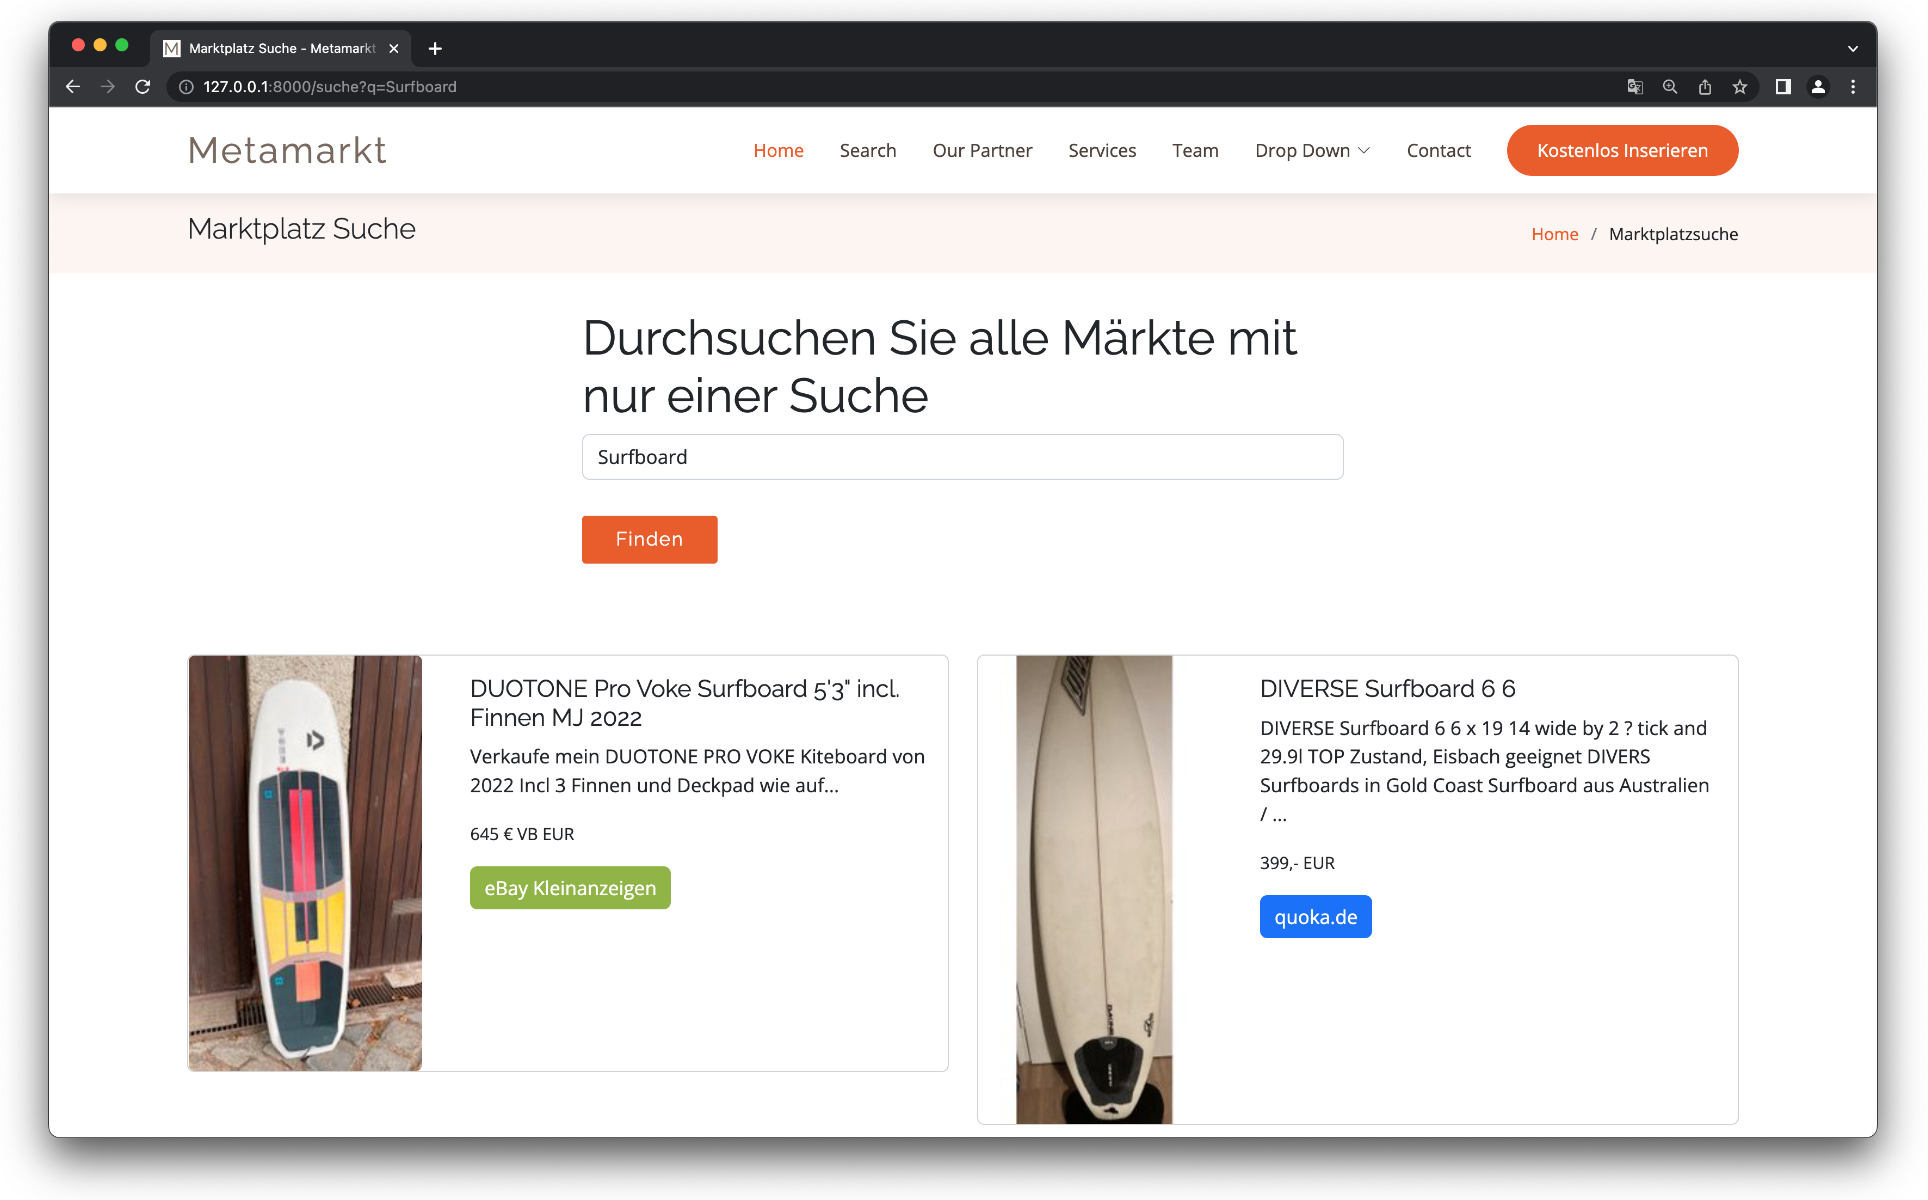 Marktplatz Suche - Metamarkt
127.0.0.1:8000/suche?q=Surfboard
Metamarkt
Home
Search
Our Partner
Services
Team
Drop Down
Contact
Kostenlos Inserieren
Marktplatz Suche
Home / Marktplatzsuche
Durchsuchen Sie alle Märkte mit
nur einer Suche
Surfboard
Finden
DUOTONE Pro Voke Surfboard 5'3" incl.
Finnen MJ 2022
Verkaufe mein DUOTONE PRO VOKE Kiteboard von
2022 Incl 3 Finnen und Deckpad wie auf...
645 € VB EUR
eBay Kleinanzeigen
DIVERSE Surfboard 6 6
DIVERSE Surfboard 6 6 x 19 14 wide by 2 ? tick and
29.9l TOP Zustand, Eisbach geeignet DIVERS
Surfboards in Gold Coast Surfboard aus Australien
/ ...
399,- EUR
quoka.de